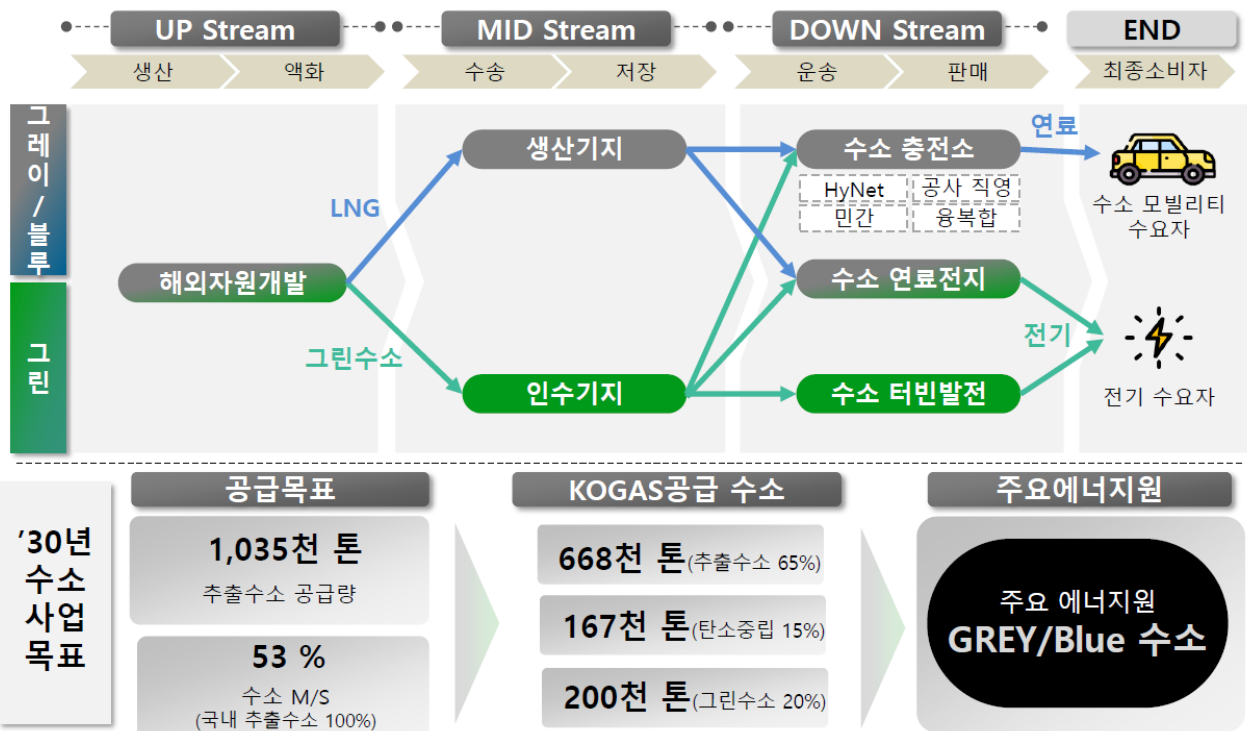 UP Stream
MID Stream
DOWN Stream
END
생산
액화
수송
저장
운송
판매
최종소비자
그레이/블루
생산기지
수소 충전소
연료
HyNet
공사 직영
민간
융복합
수소 모빌리티
수요자
LNG
해외자원개발
수소 연료전지
그린
그린수소
전기
인수기지
수소 터빈발전
전기 수요자
'30년
수소
사업
목표
공급목표
1,035천 톤
추출수소 공급량
53 %
수소 M/S
(국내 추출수소 100%)
KOGAS공급 수소
668천 톤(추출수소 65%)
167천 톤(탄소중립 15%)
200천 톤(그린수소 20%)
주요에너지원
주요 에너지원
GREY/Blue 수소